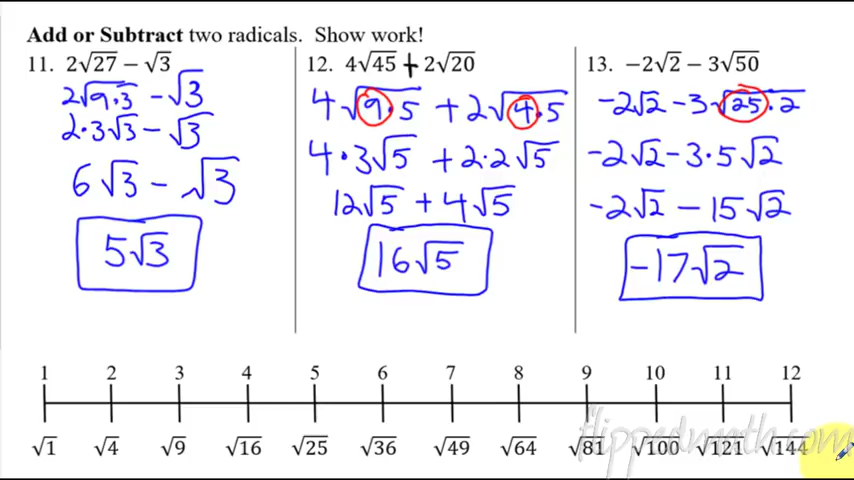 Add or Subtract two radicals. Show work!
11. 2√27 − √3
2√9·3 − √3
2·3√3 − √3
6√3 − √3
5√3
12. 4√45 + 2√20
4√9·5 + 2√4·5
4·3√5 + 2·2√5
12√5 + 4√5
16√5
13. −2√2 − 3√50
−2√2 − 3√25·2
−2√2 − 3·5√2
−2√2 − 15√2
−17√2
1 2 3 4 5 6 7 8 9 10 11 12
√1 √4 √9 √16 √25 √36 √49 √64 √81 √100 √121 √144
flippedmath.com